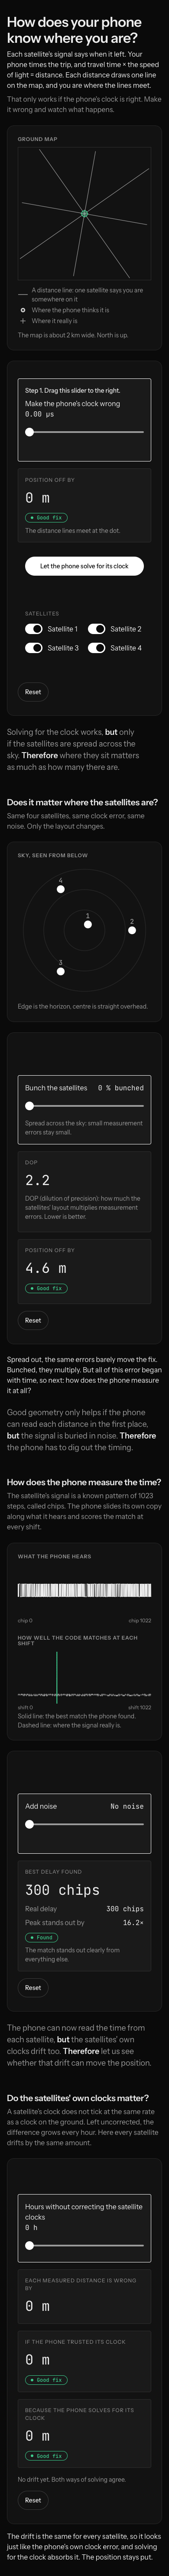 How does your phone
know where you are?
Each satellite's signal says when it left. Your
phone times the trip, and travel time × the speed
of light = distance. Each distance draws one line
on the map, and you are where the lines meet.
That only works if the phone's clock is right. Make
it wrong and watch what happens.
GROUND MAP
A distance line: one satellite says you are
somewhere on it
Where the phone thinks it is
Where it really is
The map is about 2 km wide. North is up.
Step 1. Drag this slider to the right.
Make the phone's clock wrong
0.00 µs
POSITION OFF BY
0 m
Good fix
The distance lines meet at the dot.
Let the phone solve for its clock
SATELLITES
Satellite 1
Satellite 2
Satellite 3
Satellite 4
Reset
Solving for the clock works, but only
if the satellites are spread across the
sky. Therefore where they sit matters
as much as how many there are.
Does it matter where the satellites are?
Same four satellites, same clock error, same
noise. Only the layout changes.
SKY, SEEN FROM BELOW
4
1
2
3
Edge is the horizon, centre is straight overhead.
Bunch the satellites 0 % bunched
Spread across the sky: small measurement
errors stay small.
DOP
2.2
DOP (dilution of precision): how much the
satellites' layout multiplies measurement
errors. Lower is better.
POSITION OFF BY
4.6 m
Good fix
Reset
Spread out, the same errors barely move the fix.
Bunched, they multiply. But all of this error began
with time, so next: how does the phone measure
it at all?
Good geometry only helps if the phone
can read each distance in the first place,
but the signal is buried in noise. Therefore
the phone has to dig out the timing.
How does the phone measure the time?
The satellite's signal is a known pattern of 1023
steps, called chips. The phone slides its own copy
along what it hears and scores the match at
every shift.
WHAT THE PHONE HEARS
chip 0 chip 1022
HOW WELL THE CODE MATCHES AT EACH
SHIFT
shift 0 shift 1022
Solid line: the best match the phone found.
Dashed line: where the signal really is.
Add noise No noise
BEST DELAY FOUND
300 chips
Real delay 300 chips
Peak stands out by 16.2×
Found
The match stands out clearly from
everything else.
Reset
The phone can now read the time from
each satellite, but the satellites' own
clocks drift too. Therefore let us see
whether that drift can move the position.
Do the satellites' own clocks matter?
A satellite's clock does not tick at the same rate
as a clock on the ground. Left uncorrected, the
difference grows every hour. Here every satellite
drifts by the same amount.
Hours without correcting the satellite
clocks
0 h
EACH MEASURED DISTANCE IS WRONG
BY
0 m
IF THE PHONE TRUSTED ITS CLOCK
0 m
Good fix
BECAUSE THE PHONE SOLVES FOR ITS
CLOCK
0 m
Good fix
No drift yet. Both ways of solving agree.
Reset
The drift is the same for every satellite, so it looks
just like the phone's own clock error, and solving
for the clock absorbs it. The position stays put.